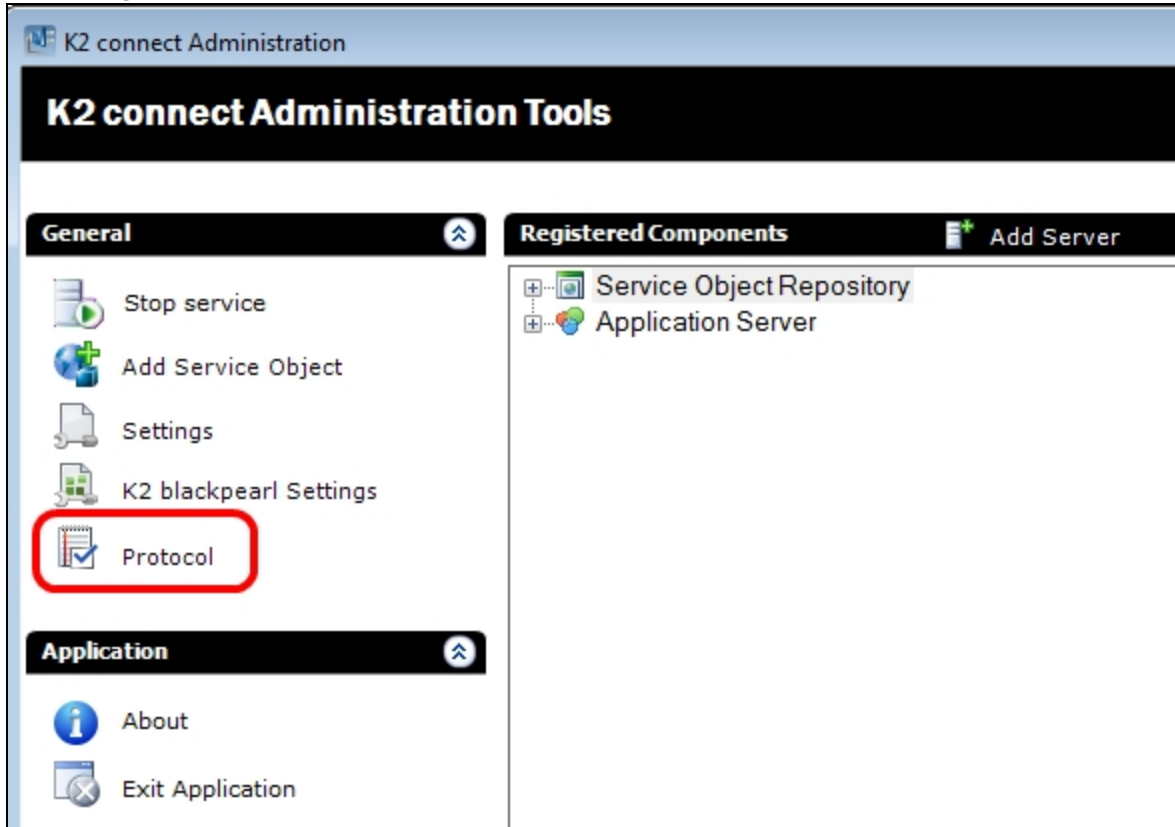 K2 connect Administration
K2 connect Administration Tools
General
Stop service
Add Service Object
Settings
K2 blackpearl Settings
Protocol
Application
About
Exit Application
Registered Components
Add Server
Service Object Repository
Application Server